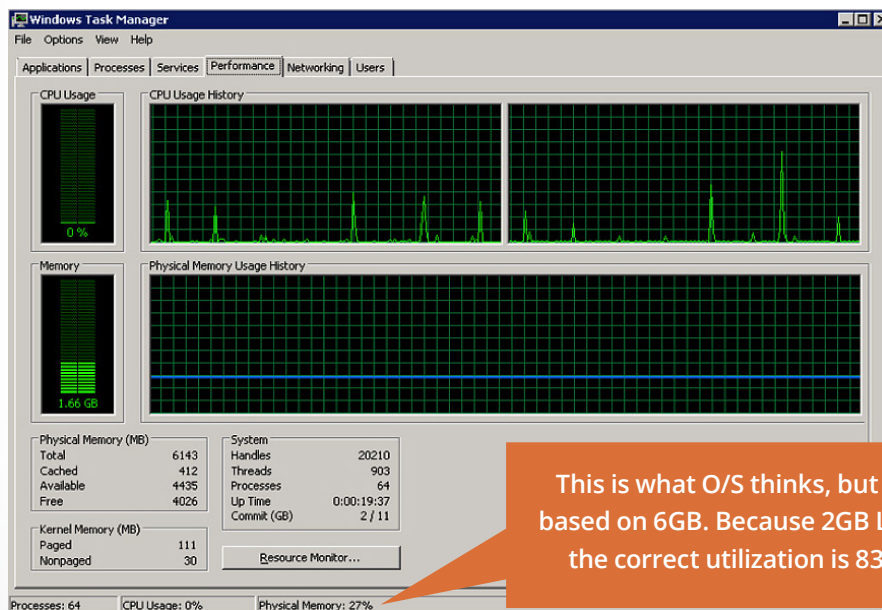 Windows Task Manager
File Options View Help
Applications Processes Services Performance Networking Users
CPU Usage
CPU Usage History
0 %
Memory
Physical Memory Usage History
1.66 GB
Physical Memory (MB)
Total 6143
Cached 412
Available 4435
Free 4026
System
Handles 20210
Threads 903
Processes 64
Up Time 0:00:19:37
Commit (GB) 2 / 11
Kernel Memory (MB)
Paged 111
Nonpaged 30
Resource Monitor...
Processes: 64 CPU Usage: 0% Physical Memory: 27%
This is what O/S thinks, but
based on 6GB. Because 2GB
the correct utilization is 83